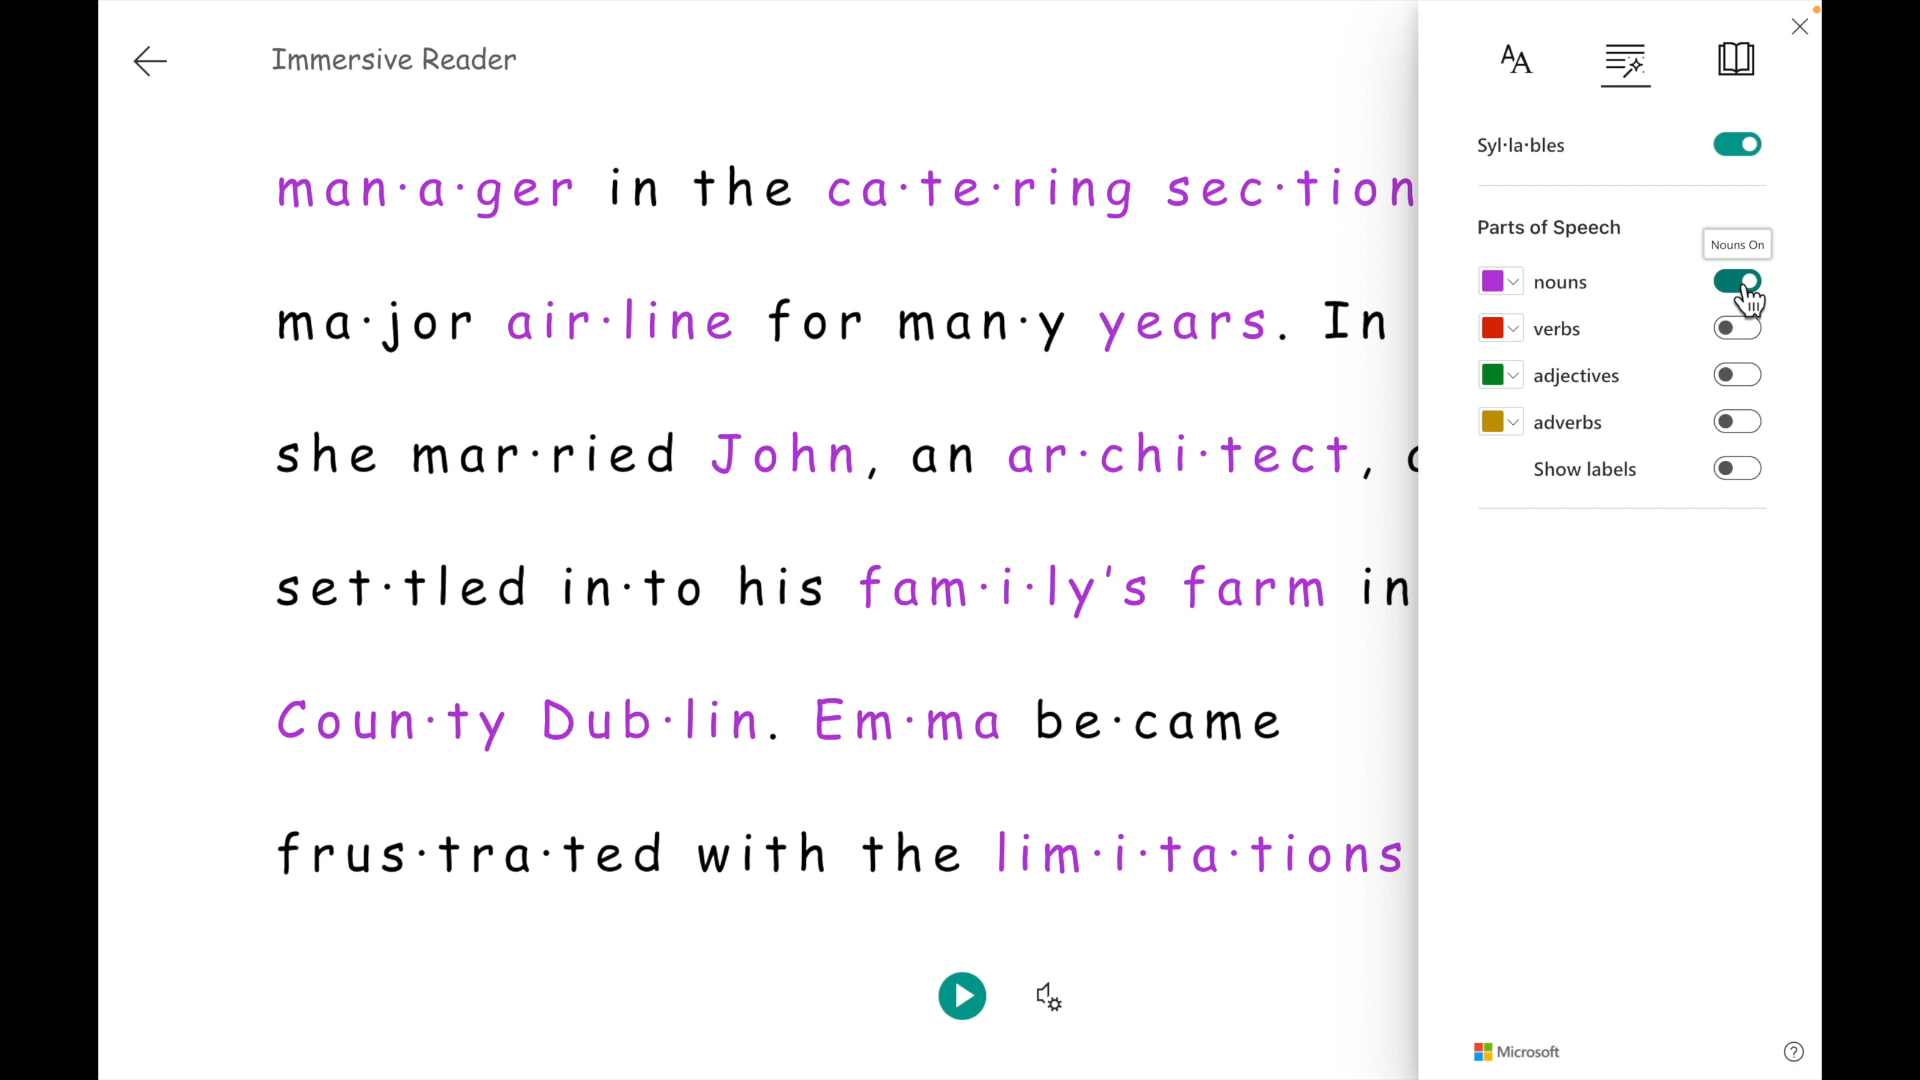 Immersive Reader
man·a·ger in the ca·te·ring sec·tion
ma·jor air·line for man·y years. In
she mar·ried John, an ar·chi·tect,
set·tled in·to his fam·i·ly's farm in
Coun·ty Dub·lin. Em·ma be·came
frus·tra·ted with the lim·i·ta·tions
AA
Syl·la·bles
Parts of Speech
Nouns On
nouns
verbs
adjectives
adverbs
Show labels
Microsoft